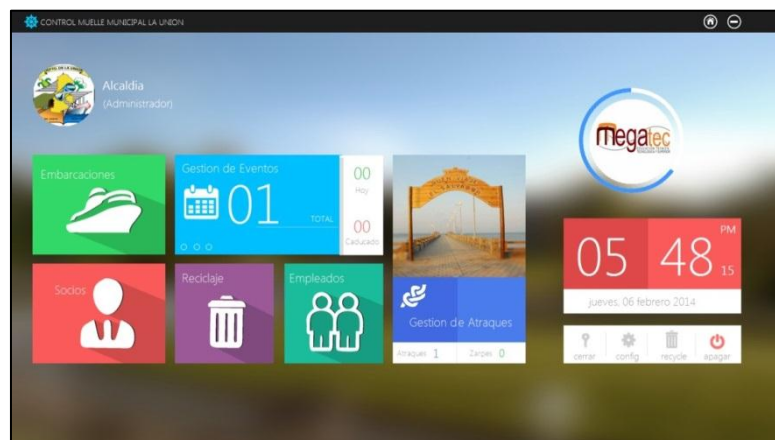 CONTROL MUELLE MUNICIPAL LA UNION
Alcaldia
(Administrador)
Embarcaciones
Gestion de Eventos
01
TOTAL
00
Hoy
00
Caducado
Socios
Reciclaje
Empleados
Gestion de Atraques
Atraques 1 Zarpes 0
Megatec
05 48 PM
15
jueves, 06 febrero 2014
cerrar config recycle apagar